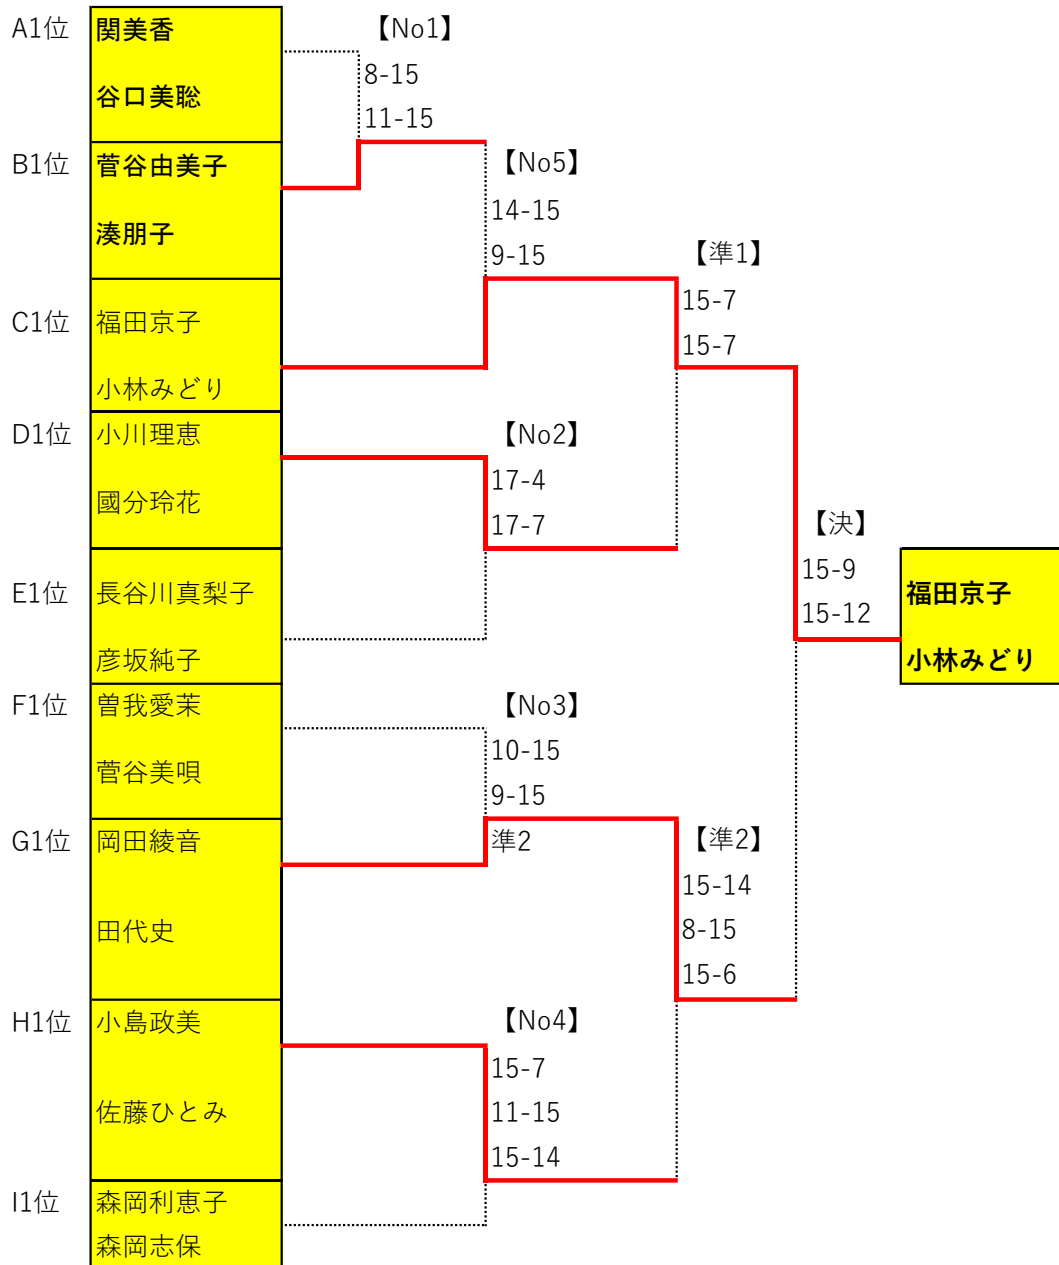 A1位 関美香 【No1】
8-15
谷口美聡
11-15
B1位 菅谷由美子 【No5】
14-15
湊朋子
9-15 【準1】
15-7
C1位 福田京子
15-7
小林みどり
D1位 小川理恵 【No2】
17-4
國分玲花
17-7 【決】
15-9
E1位 長谷川真梨子 福田京子
15-12
彦坂純子 小林みどり
F1位 曽我愛茉 【No3】
10-15
菅谷美唄
9-15
G1位 岡田綾音 準2 【準2】
15-14
田代史 8-15
15-6
H1位 小島政美 【No4】
15-7
佐藤ひとみ 11-15
15-14
I1位 森岡利恵子
森岡志保